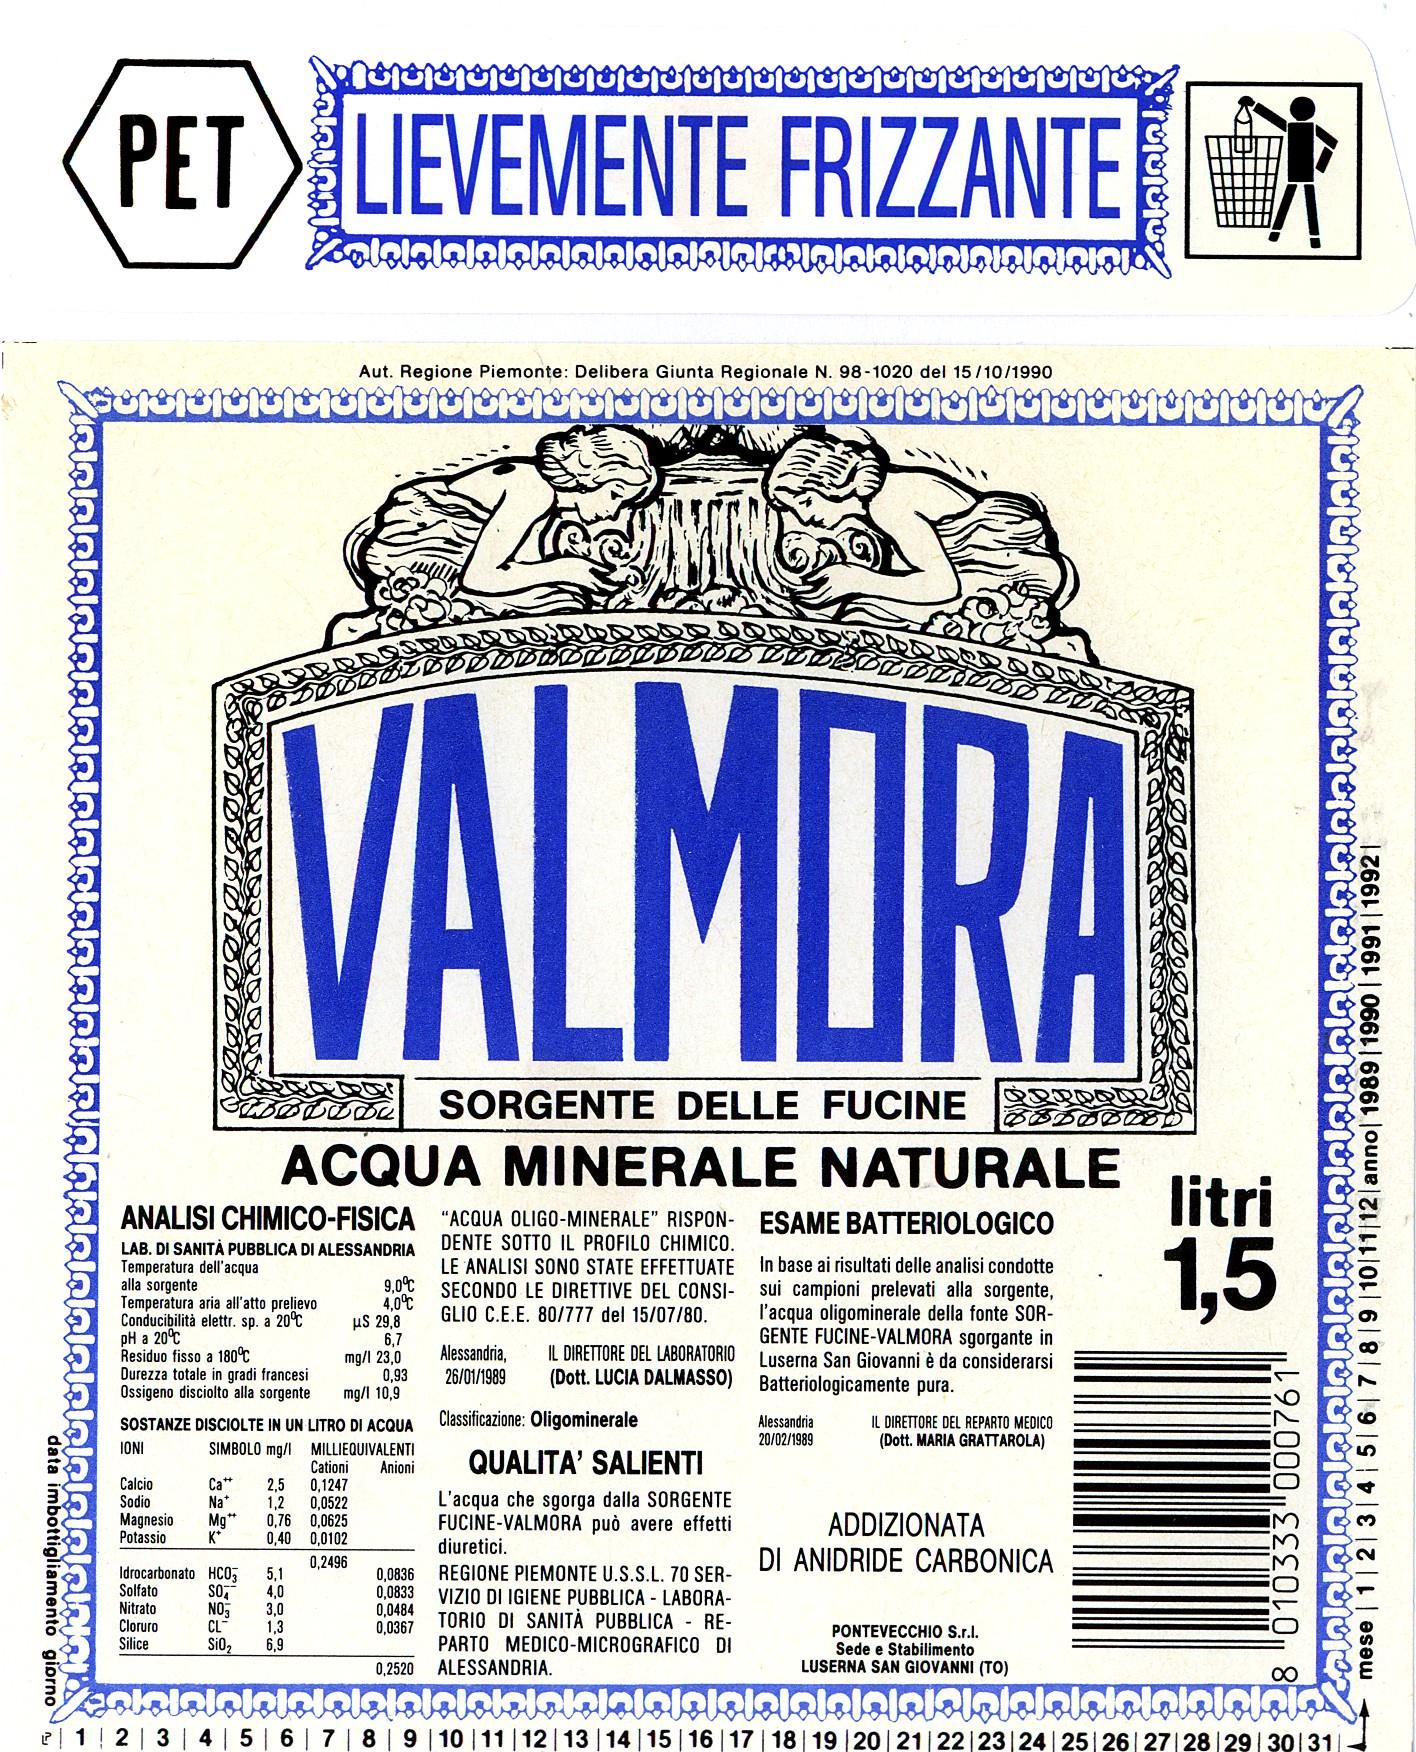 PET
LIEVEMENTE FRIZZANTE
Aut. Regione Piemonte: Delibera Giunta Regionale N. 98-1020 del 15/10/1990
VALMORA
SORGENTE DELLE FUCINE
ACQUA MINERALE NATURALE
ANALISI CHIMICO-FISICA
LAB. DI SANITÀ PUBBLICA DI ALESSANDRIA
Temperatura dell'acqua
alla sorgente 9,0ºC
Temperatura aria all'atto prelievo 4,0ºC
Conducibilità elettr. sp. a 20ºC µS 29,8
pH a 20ºC 6,7
Residuo fisso a 180ºC mg/l 23,0
Durezza totale in gradi francesi 0,93
Ossigeno disciolto alla sorgente mg/l 10,9
SOSTANZE DISCIOLTE IN UN LITRO DI ACQUA
IONI SIMBOLO mg/l MILLIEQUIVALENTI
Cationi Anioni
Calcio Ca⁺⁺ 2,5 0,1247
Sodio Na⁺ 1,2 0,0522
Magnesio Mg⁺⁺ 0,76 0,0625
Potassio K⁺ 0,40 0,0102
0,2496
Idrocarbonato HCO₃⁻ 5,1 0,0836
Solfato SO₄⁻⁻ 4,0 0,0833
Nitrato NO₃⁻ 3,0 0,0484
Cloruro CL⁻ 1,3 0,0367
Silice SiO₂ 6,9
0,2520
"ACQUA OLIGO-MINERALE" RISPON-
DENTE SOTTO IL PROFILO CHIMICO.
LE ANALISI SONO STATE EFFETTUATE
SECONDO LE DIRETTIVE DEL CONSI-
GLIO C.E.E. 80/777 del 15/07/80.
Alessandria, IL DIRETTORE DEL LABORATORIO
26/01/1989 (Dott. LUCIA DALMASSO)
Classificazione: Oligominerale
QUALITA' SALIENTI
L'acqua che sgorga dalla SORGENTE
FUCINE-VALMORA può avere effetti
diuretici.
REGIONE PIEMONTE U.S.S.L. 70 SER-
VIZIO DI IGIENE PUBBLICA - LABORA-
TORIO DI SANITÀ PUBBLICA - RE-
PARTO MEDICO-MICROGRAFICO DI
ALESSANDRIA.
ESAME BATTERIOLOGICO
In base ai risultati delle analisi condotte
sui campioni prelevati alla sorgente,
l'acqua oligominerale della fonte SOR-
GENTE FUCINE-VALMORA sgorgante in
Luserna San Giovanni è da considerarsi
Batteriologicamente pura.
Alessandria IL DIRETTORE DEL REPARTO MEDICO
20/02/1989 (Dott. MARIA GRATTAROLA)
ADDIZIONATA
DI ANIDRIDE CARBONICA
PONTEVECCHIO S.r.l.
Sede e Stabilimento
LUSERNA SAN GIOVANNI (TO)
litri
1,5
8 010333 000761
mese |1|2|3|4|5|6|7|8|9|10|11|12|anno|1989|1990|1991|1992|
data imbottigliamento giorno
|1|2|3|4|5|6|7|8|9|10|11|12|13|14|15|16|17|18|19|20|21|22|23|24|25|26|27|28|29|30|31|